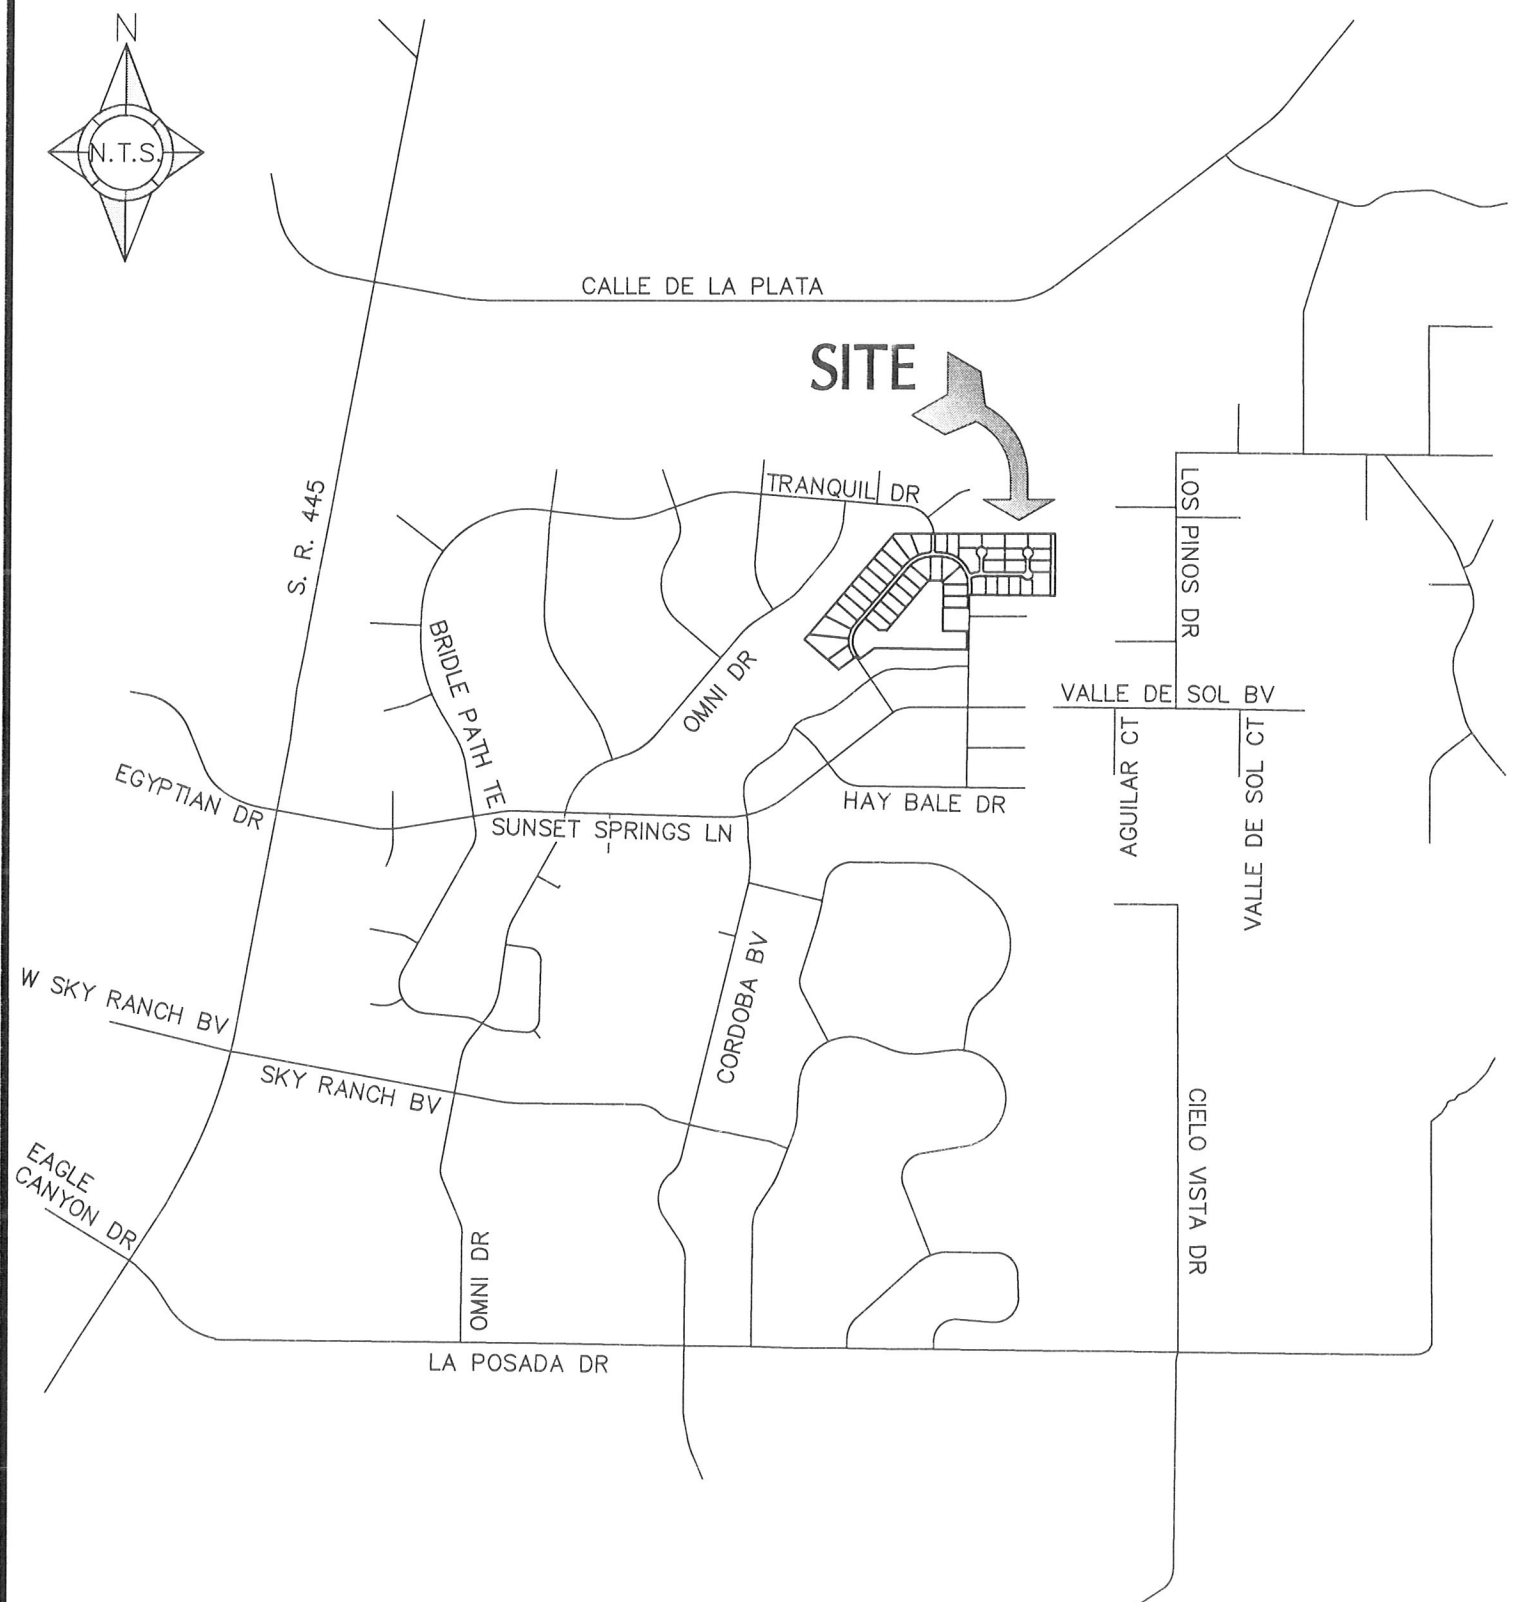 N
N.T.S.
CALLE DE LA PLATA
SITE
S. R. 445
TRANQUIL DR
LOS PINOS DR
BRIDLE PATH TE
OMNI DR
VALLE DE SOL BV
EGYPTIAN DR
SUNSET SPRINGS LN
HAY BALE DR
AGUILAR CT
VALLE DE SOL CT
W SKY RANCH BV
SKY RANCH BV
CORDOBA BV
CIELO VISTA DR
EAGLE
CANYON DR
OMNI DR
LA POSADA DR